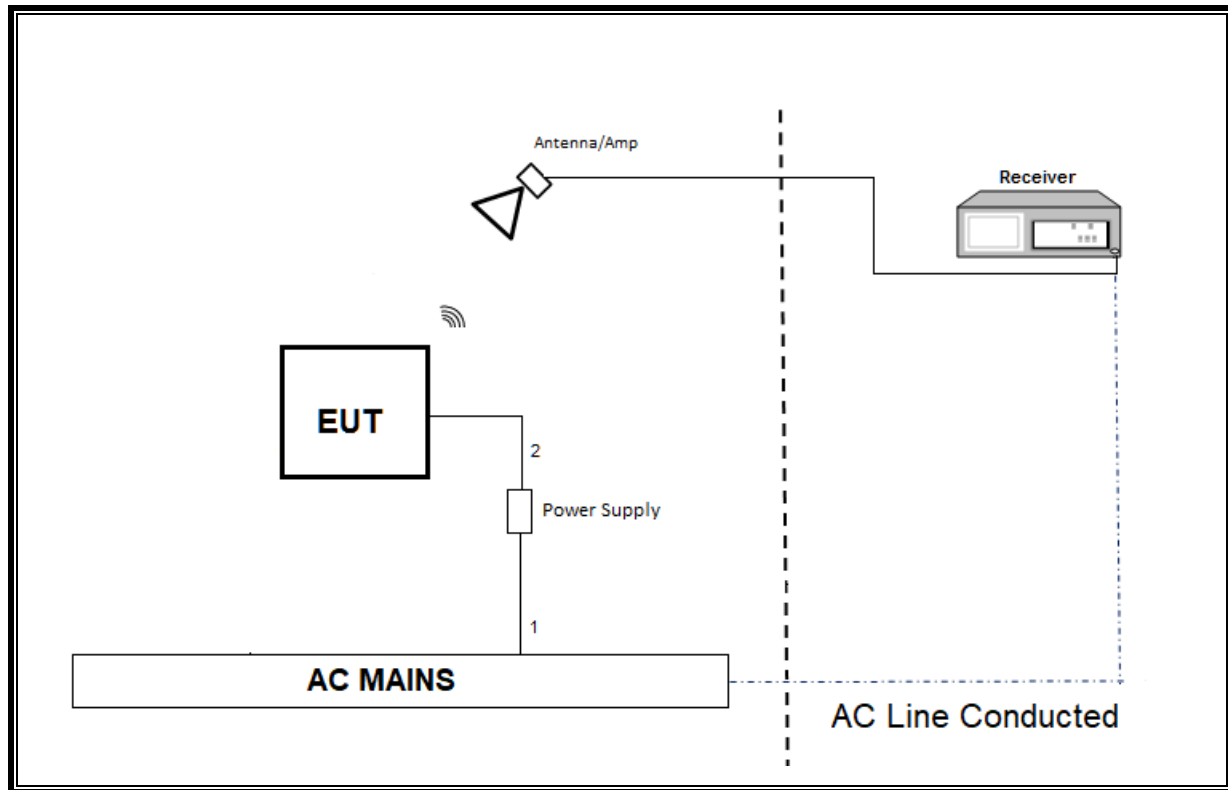 Antenna/Amp
Receiver
EUT
2
Power Supply
1
AC MAINS
AC Line Conducted